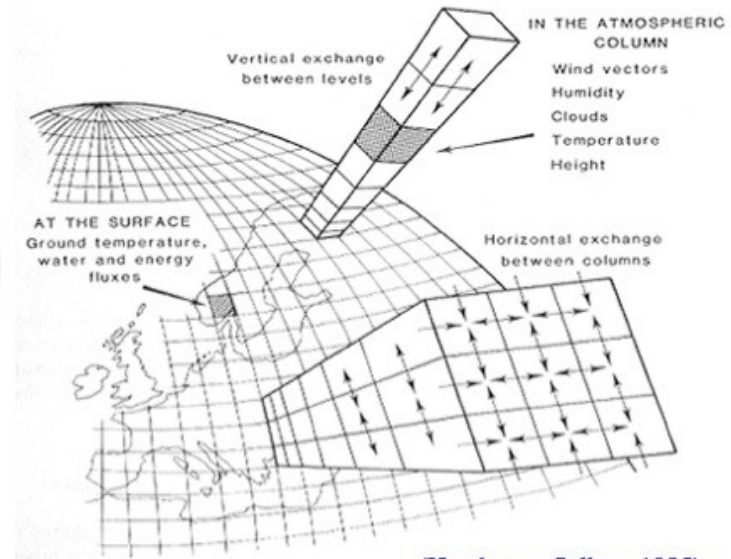 IN THE ATMOSPHERIC
COLUMN
Wind vectors
Humidity
Clouds
Temperature
Height
Vertical exchange
between levels
AT THE SURFACE
Ground temperature,
water and energy
fluxes
Horizontal exchange
between columns